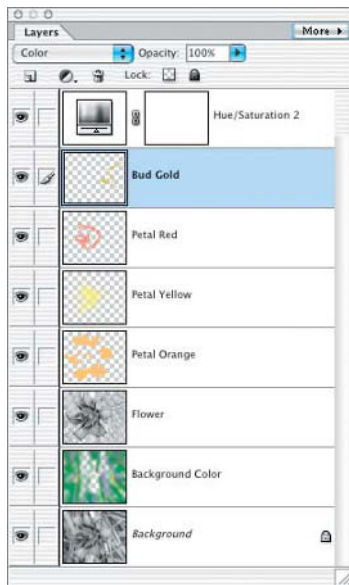 Layers More
Color Opacity: 100%
Lock:
Hue/Saturation 2
Bud Gold
Petal Red
Petal Yellow
Petal Orange
Flower
Background Color
Background